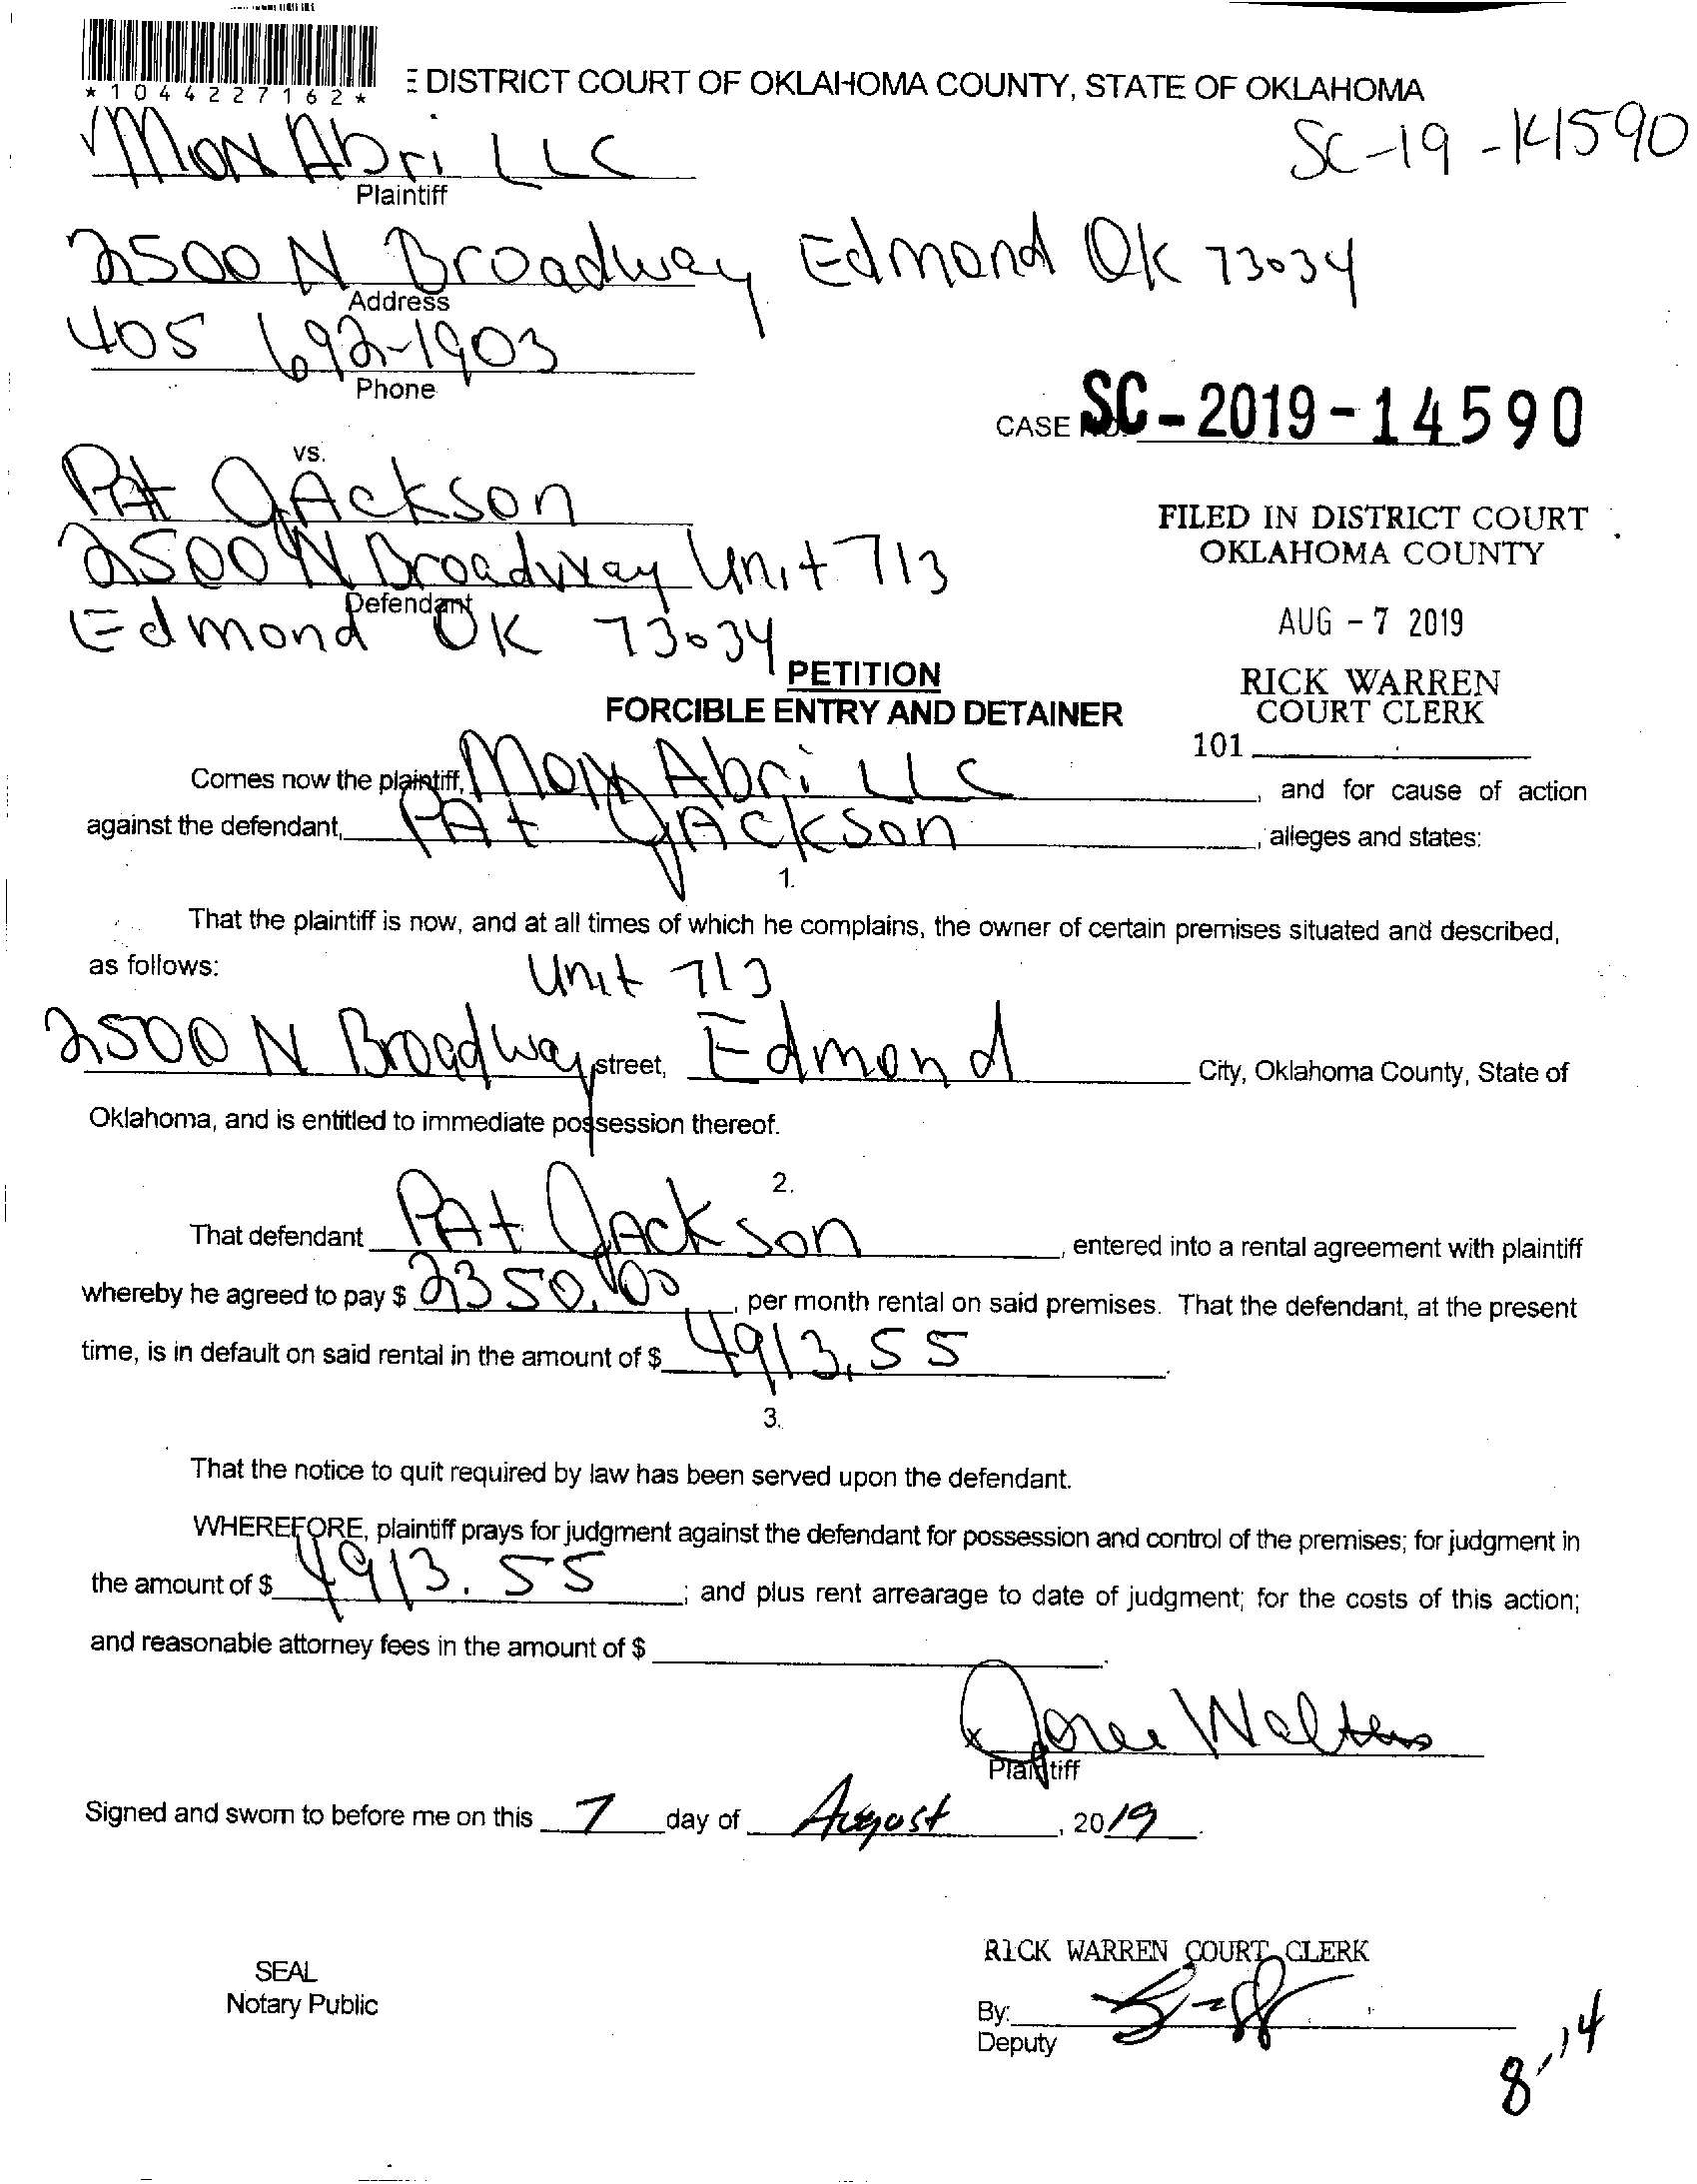 *1044227162*
E DISTRICT COURT OF OKLAHOMA COUNTY, STATE OF OKLAHOMA
SC-19-14590
Mon Abri LLC
Plaintiff
2500 N Broadway Edmond OK 73034
Address
405 692-1903
Phone
CASE SC-2019-14590
vs.
PAt JAckson
2500 N Broadway Unit 713
Defendant
Edmond OK 73034
FILED IN DISTRICT COURT
OKLAHOMA COUNTY
AUG - 7 2019
RICK WARREN
COURT CLERK
101
PETITION
FORCIBLE ENTRY AND DETAINER
Comes now the plaintiff, Mon Abri LLC, and for cause of action
against the defendant, PAt JAckson, alleges and states:
1.
That the plaintiff is now, and at all times of which he complains, the owner of certain premises situated and described,
as follows: Unit 713
2500 N Broadway street, Edmond City, Oklahoma County, State of
Oklahoma, and is entitled to immediate possession thereof.
2.
That defendant PAt JAckson, entered into a rental agreement with plaintiff
whereby he agreed to pay $ 2350.00, per month rental on said premises. That the defendant, at the present
time, is in default on said rental in the amount of $ 4913.55.
3.
That the notice to quit required by law has been served upon the defendant.
WHEREFORE, plaintiff prays for judgment against the defendant for possession and control of the premises; for judgment in
the amount of $ 4913.55; and plus rent arrearage to date of judgment; for the costs of this action;
and reasonable attorney fees in the amount of $
x Walters
Plaintiff
Signed and sworn to before me on this 7 day of August, 2019.
RICK WARREN COURT CLERK
SEAL
Notary Public
By:
Deputy
8-14